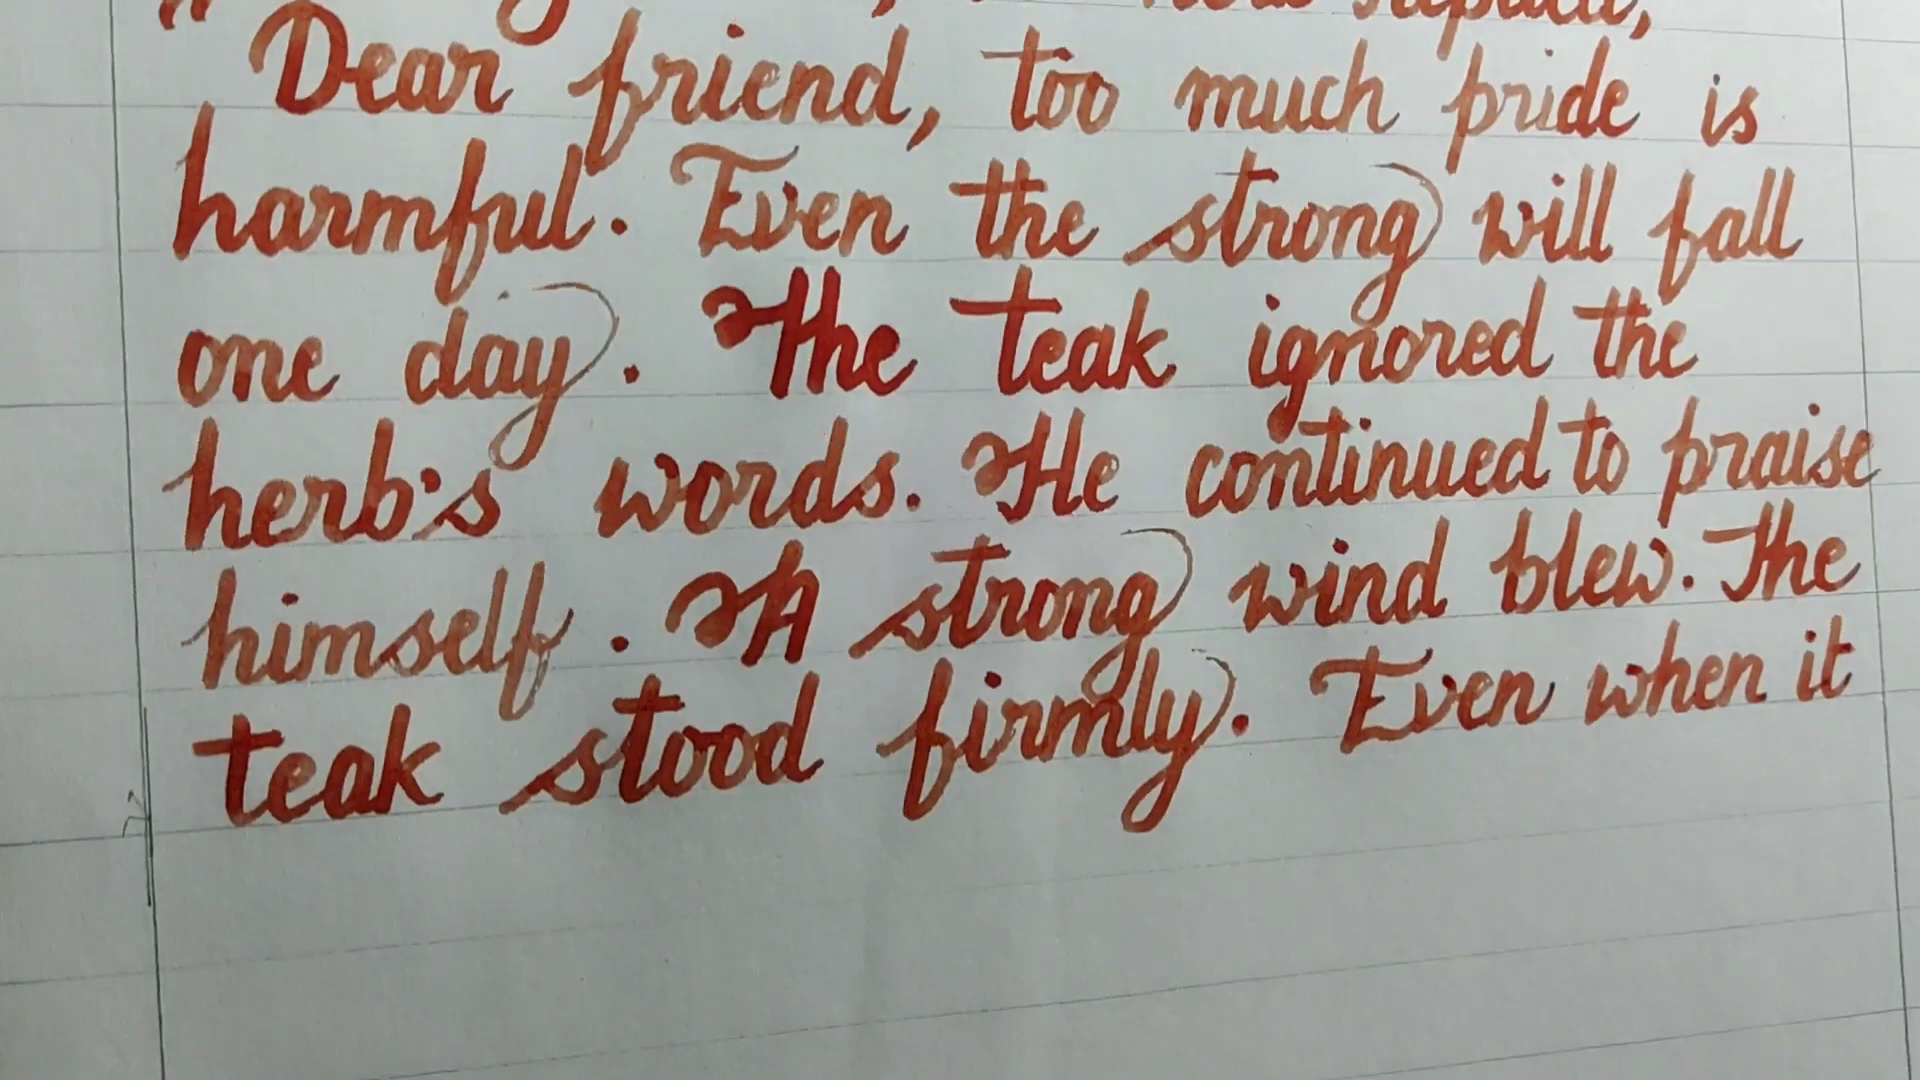 " Dear friend, too much pride is
harmful. Even the strong will fall
one day. The teak ignored the
herb's words. He continued to praise
himself. A strong wind blew. The
teak stood firmly. Even when it